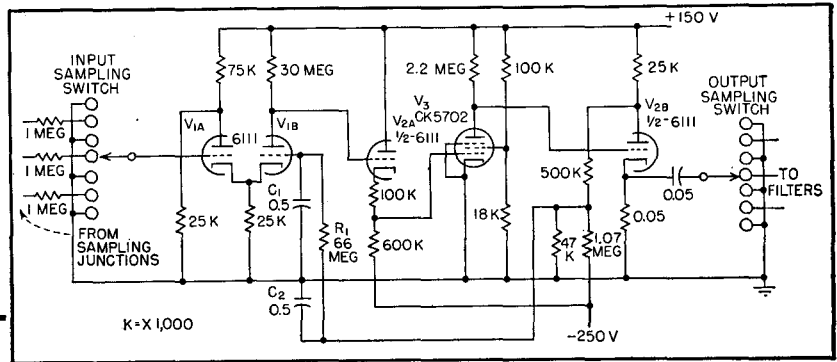 +150 V
INPUT
SAMPLING
SWITCH
75 K
30 MEG
2.2 MEG
100 K
25 K
OUTPUT
SAMPLING
SWITCH
1 MEG
V1A
6111
V1B
V2A
1/2-6111
V3
CK5702
V2B
1/2-6111
1 MEG
1 MEG
FROM
SAMPLING
JUNCTIONS
25 K
25 K
C1
0.5
R1
66
MEG
100 K
600 K
18 K
500 K
47
K
1.07
MEG
0.05
0.05
TO
FILTERS
C2
0.5
K=X 1,000
-250 V